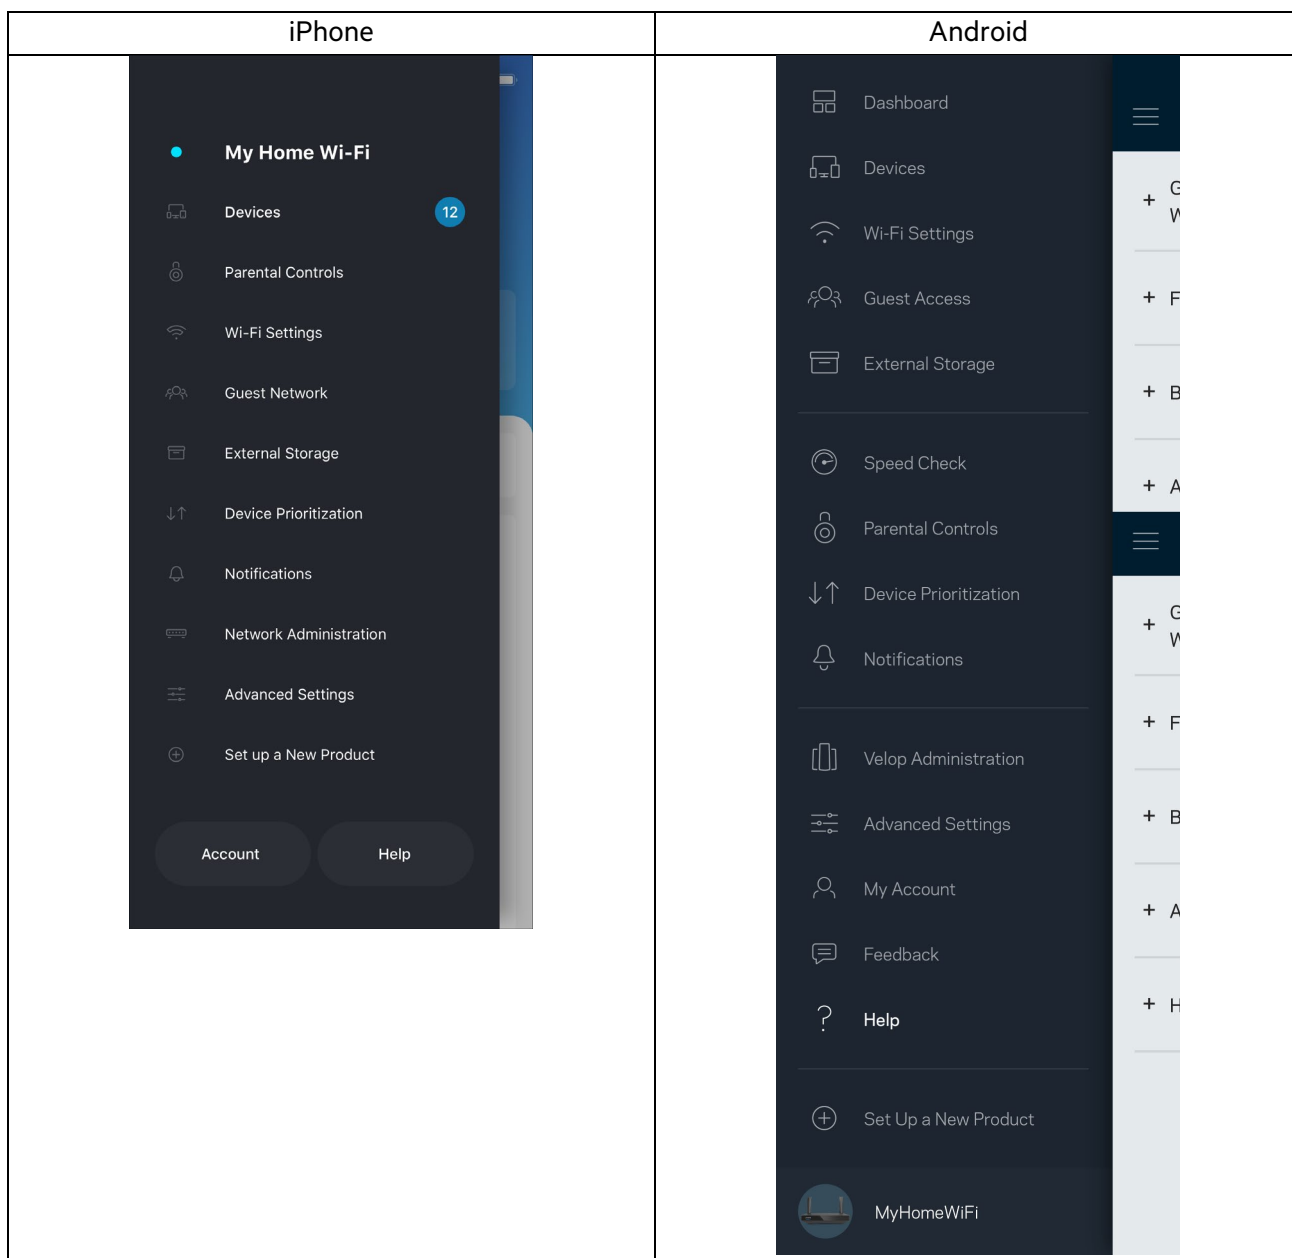 iPhone
Android
My Home Wi-Fi
Devices
12
Parental Controls
Wi-Fi Settings
Guest Network
External Storage
Device Prioritization
Notifications
Network Administration
Advanced Settings
Set up a New Product
Account
Help
Dashboard
Devices
Wi-Fi Settings
Guest Access
External Storage
Speed Check
Parental Controls
Device Prioritization
Notifications
Velop Administration
Advanced Settings
My Account
Feedback
Help
Set Up a New Product
MyHomeWiFi
+
+ F
+ B
+ A
+
+ F
+ B
+ A
+ H